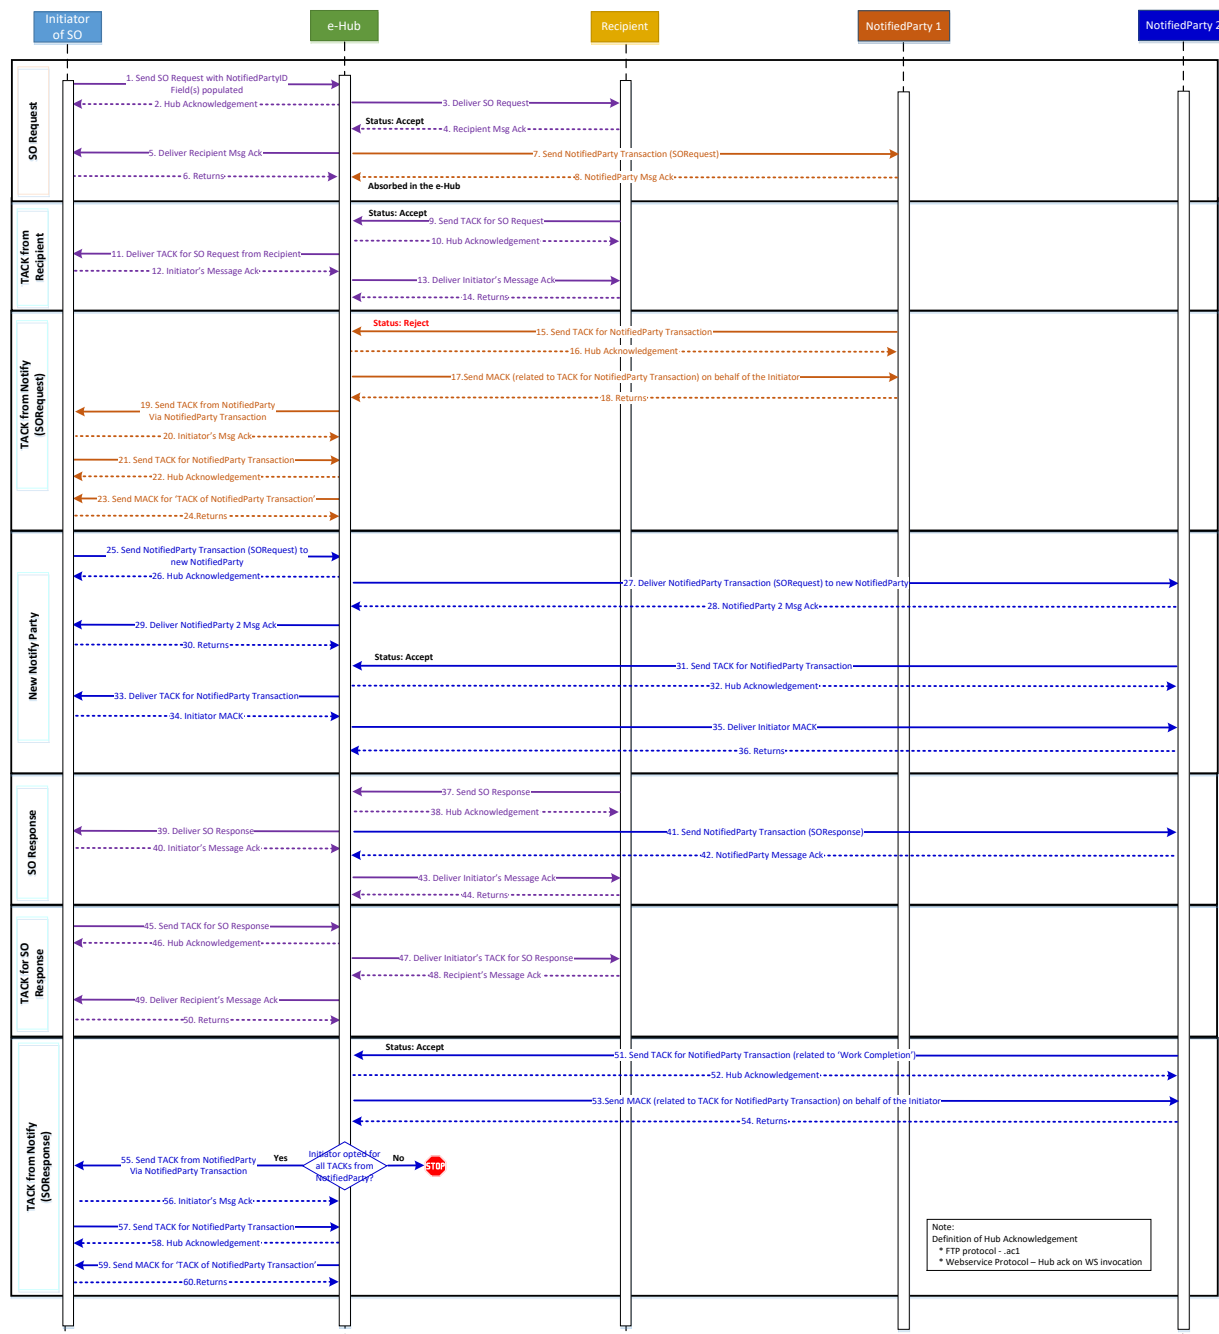 Initiator
of SO
e-Hub
Recipient
NotifiedParty 1
NotifiedParty 2
SO Request
1. Send SO Request with NotifiedPartyID
Field(s) populated
2. Hub Acknowledgement
3. Deliver SO Request
Status: Accept
4. Recipient Msg Ack
5. Deliver Recipient Msg Ack
7. Send NotifiedParty Transaction (SORequest)
6. Returns
8. NotifiedParty Msg Ack
Absorbed in the e-Hub
TACK from
Recipient
Status: Accept
9. Send TACK for SO Request
10. Hub Acknowledgement
11. Deliver TACK for SO Request from Recipient
12. Initiator's Message Ack
13. Deliver Initiator's Message Ack
14. Returns
TACK from Notify
(SORequest)
Status: Reject
15. Send TACK for NotifiedParty Transaction
16. Hub Acknowledgement
17.Send MACK (related to TACK for NotifiedParty Transaction) on behalf of the Initiator
18. Returns
19. Send TACK from NotifiedParty
Via NotifiedParty Transaction
20. Initiator's Msg Ack
21. Send TACK for NotifiedParty Transaction
22. Hub Acknowledgement
23. Send MACK for 'TACK of NotifiedParty Transaction'
24.Returns
New Notify Party
25. Send NotifiedParty Transaction (SORequest) to
new NotifiedParty
26. Hub Acknowledgement
27. Deliver NotifiedParty Transaction (SORequest) to new NotifiedParty
28. NotifiedParty 2 Msg Ack
29. Deliver NotifiedParty 2 Msg Ack
30. Returns
Status: Accept
31. Send TACK for NotifiedParty Transaction
32. Hub Acknowledgement
33. Deliver TACK for NotifiedParty Transaction
34. Initiator MACK
35. Deliver Initiator MACK
36. Returns
SO Response
37. Send SO Response
38. Hub Acknowledgement
39. Deliver SO Response
41. Send NotifiedParty Transaction (SOResponse)
40. Initiator's Message Ack
42. NotifiedParty Message Ack
43. Deliver Initiator's Message Ack
44. Returns
TACK for SO
Response
45. Send TACK for SO Response
46. Hub Acknowledgement
47. Deliver Initiator's TACK for SO Response
48. Recipient's Message Ack
49. Deliver Recipient's Message Ack
50. Returns
TACK from Notify
(SOResponse)
Status: Accept
51. Send TACK for NotifiedParty Transaction (related to 'Work Completion')
52. Hub Acknowledgement
53.Send MACK (related to TACK for NotifiedParty Transaction) on behalf of the Initiator
54. Returns
Initiator opted for
all TACKs from
NotifiedParty?
Yes
No
STOP
55. Send TACK from NotifiedParty
Via NotifiedParty Transaction
56. Initiator's Msg Ack
57. Send TACK for NotifiedParty Transaction
58. Hub Acknowledgement
59. Send MACK for 'TACK of NotifiedParty Transaction'
60.Returns
Note:
Definition of Hub Acknowledgement
* FTP protocol - .ac1
* Webservice Protocol – Hub ack on WS invocation